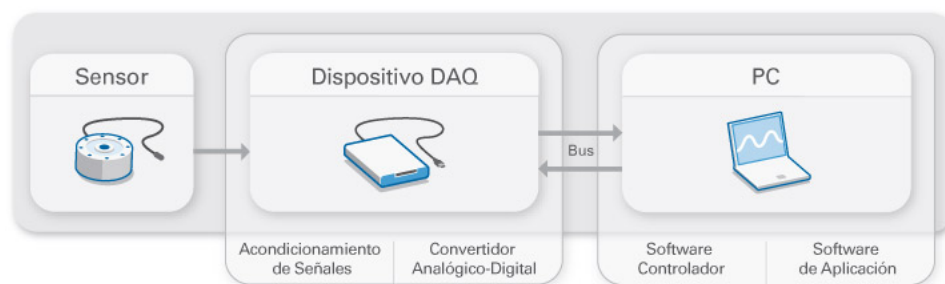 Sensor
Dispositivo DAQ
PC
Bus
Acondicionamiento
de Señales
Convertidor
Analógico-Digital
Software
Controlador
Software
de Aplicación